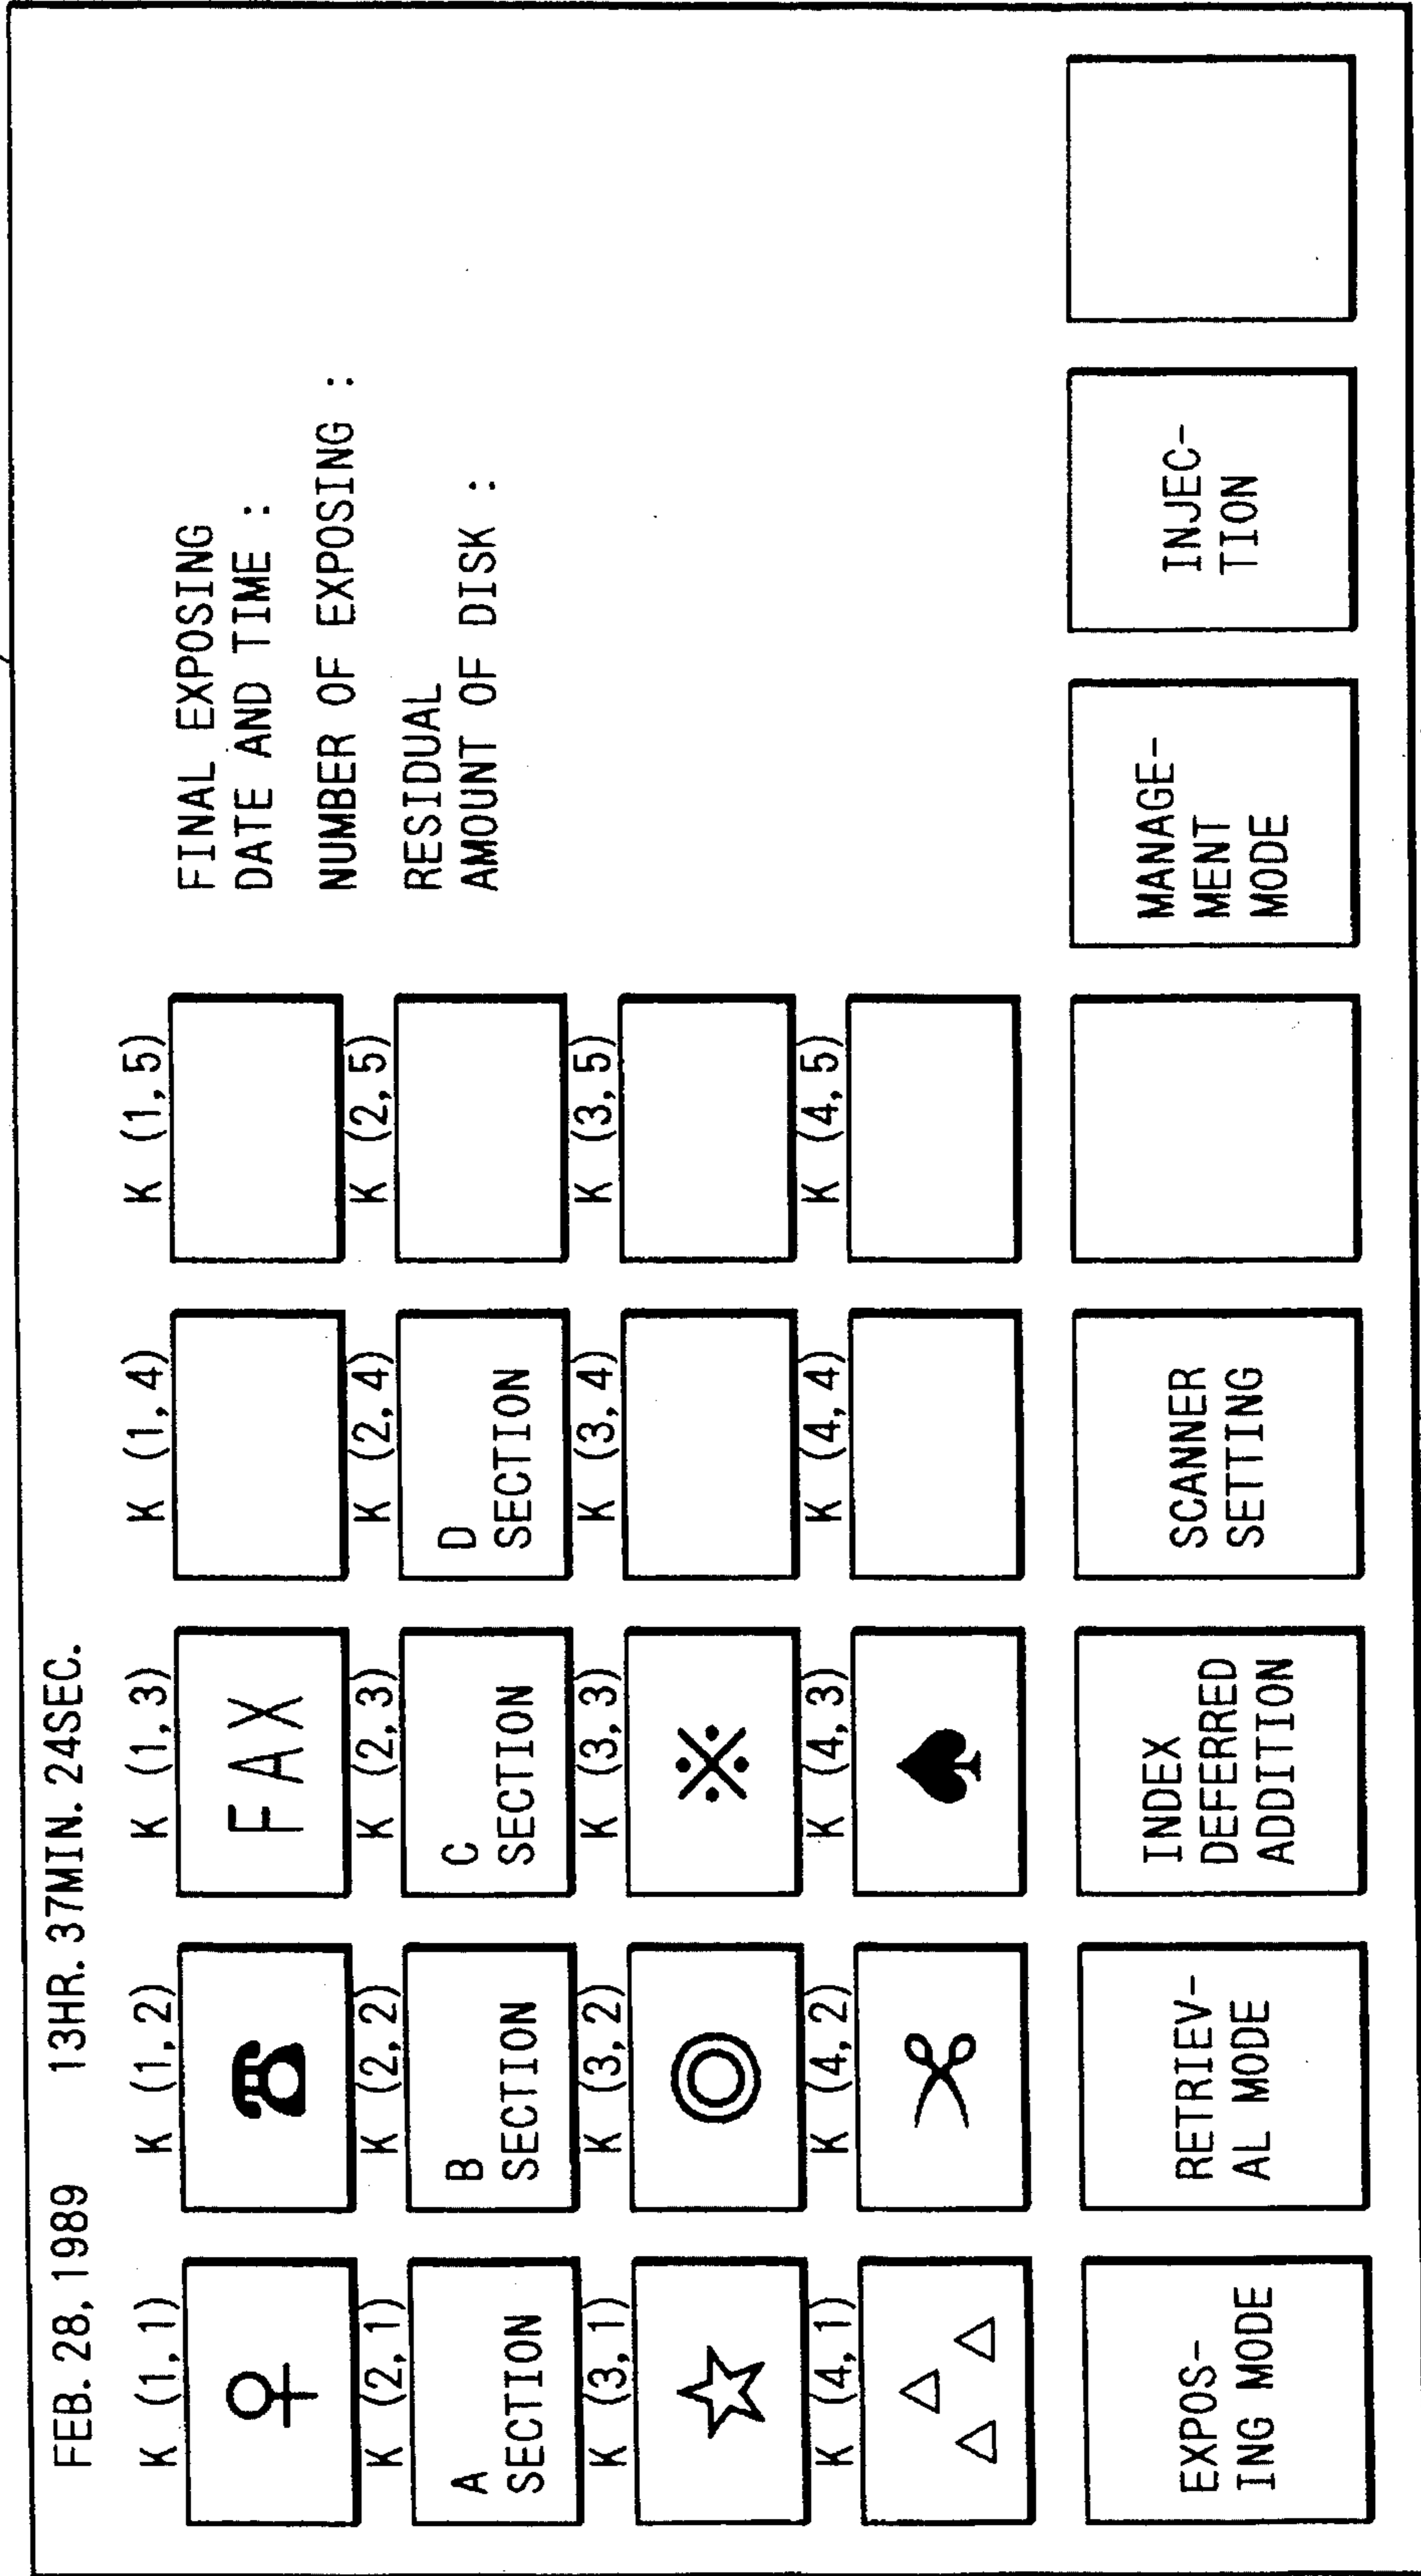 FEB. 28, 1989 13HR. 37MIN. 24SEC.
K (1, 1) K (1, 2) K (1, 3) K (1, 4) K (1, 5)
♀ ☎ FAX
K (2, 1) K (2, 2) K (2, 3) K (2, 4) K (2, 5)
A
SECTION
B
SECTION
C
SECTION
D
SECTION
K (3, 1) K (3, 2) K (3, 3) K (3, 4) K (3, 5)
☆ ◎ ※
K (4, 1) K (4, 2) K (4, 3) K (4, 4) K (4, 5)
FINAL EXPOSING
DATE AND TIME :
NUMBER OF EXPOSING :
RESIDUAL
AMOUNT OF DISK :
EXPOS-
ING MODE
RETRIEV-
AL MODE
INDEX
DEFERRED
ADDITION
SCANNER
SETTING
MANAGE-
MENT
MODE
INJEC-
TION